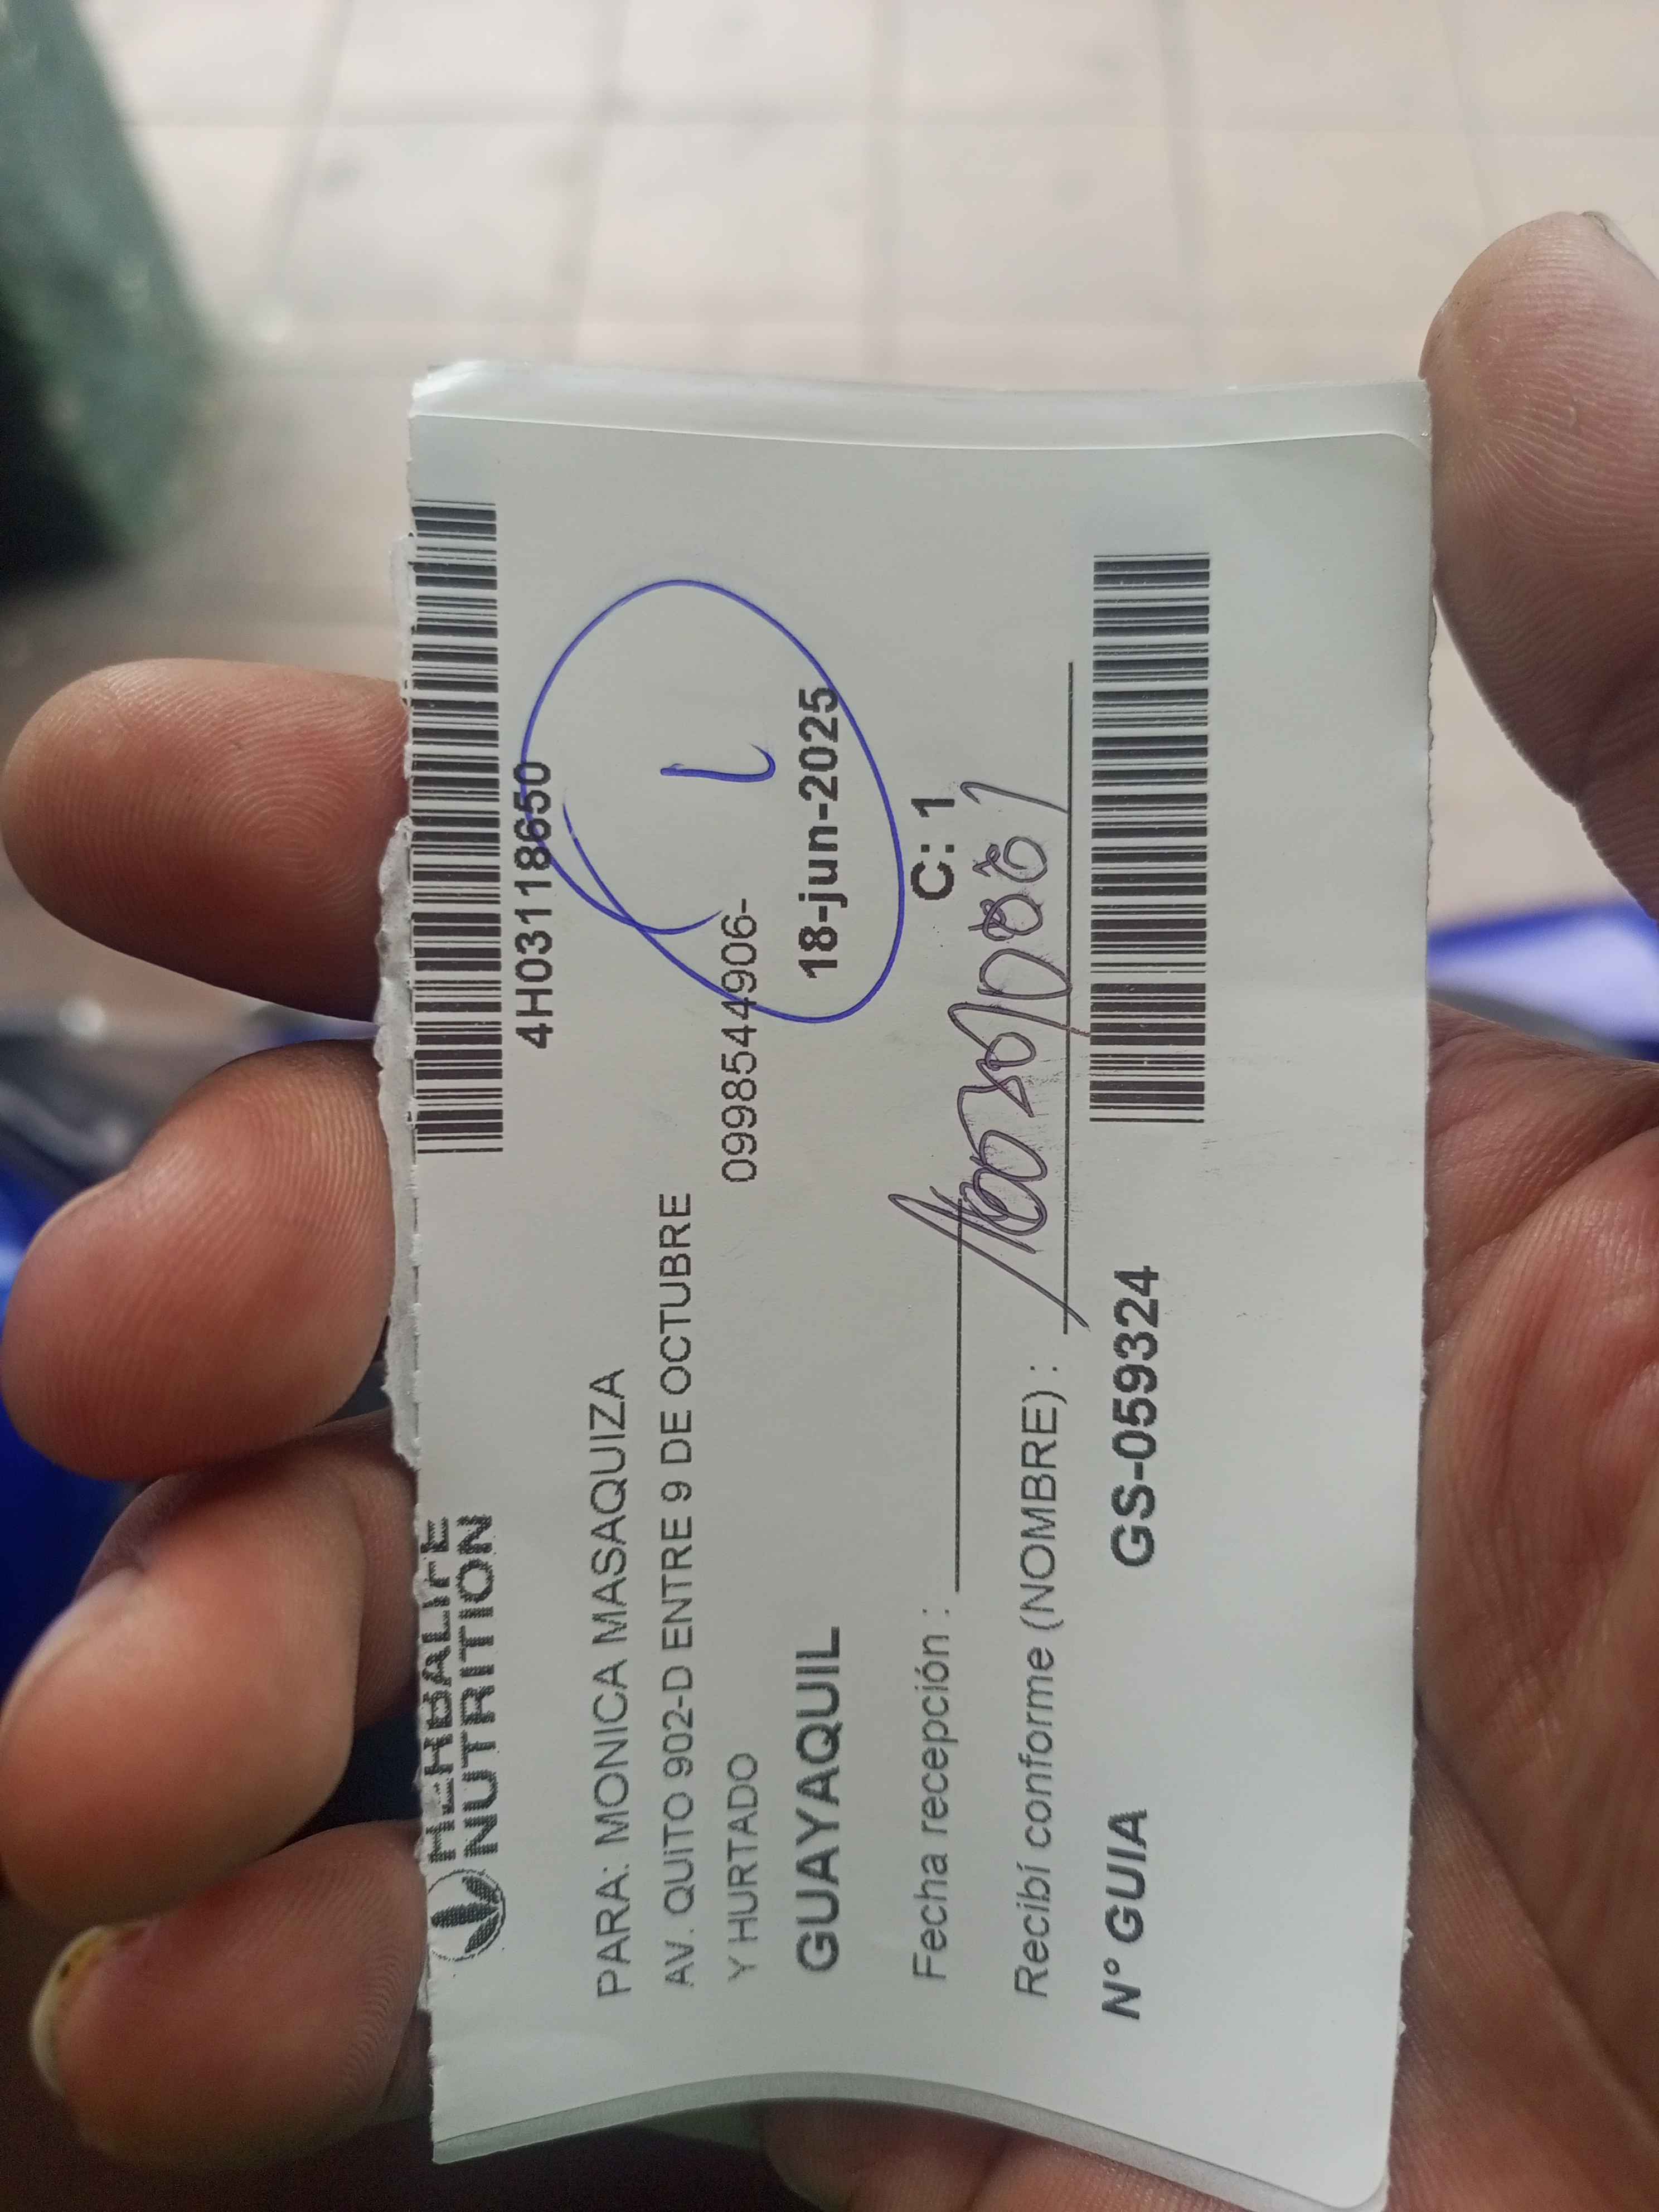 HERBALIFE
NUTRITION
4H03118650
PARA: MONICA MASAQUIZA
AV. QUITO 902-D ENTRE 9 DE OCTUBRE
Y HURTADO
0998544906-
GUAYAQUIL
18-jun-2025
Fecha recepción :
C: 1
Recibí conforme (NOMBRE) :
N° GUIA
GS-059324